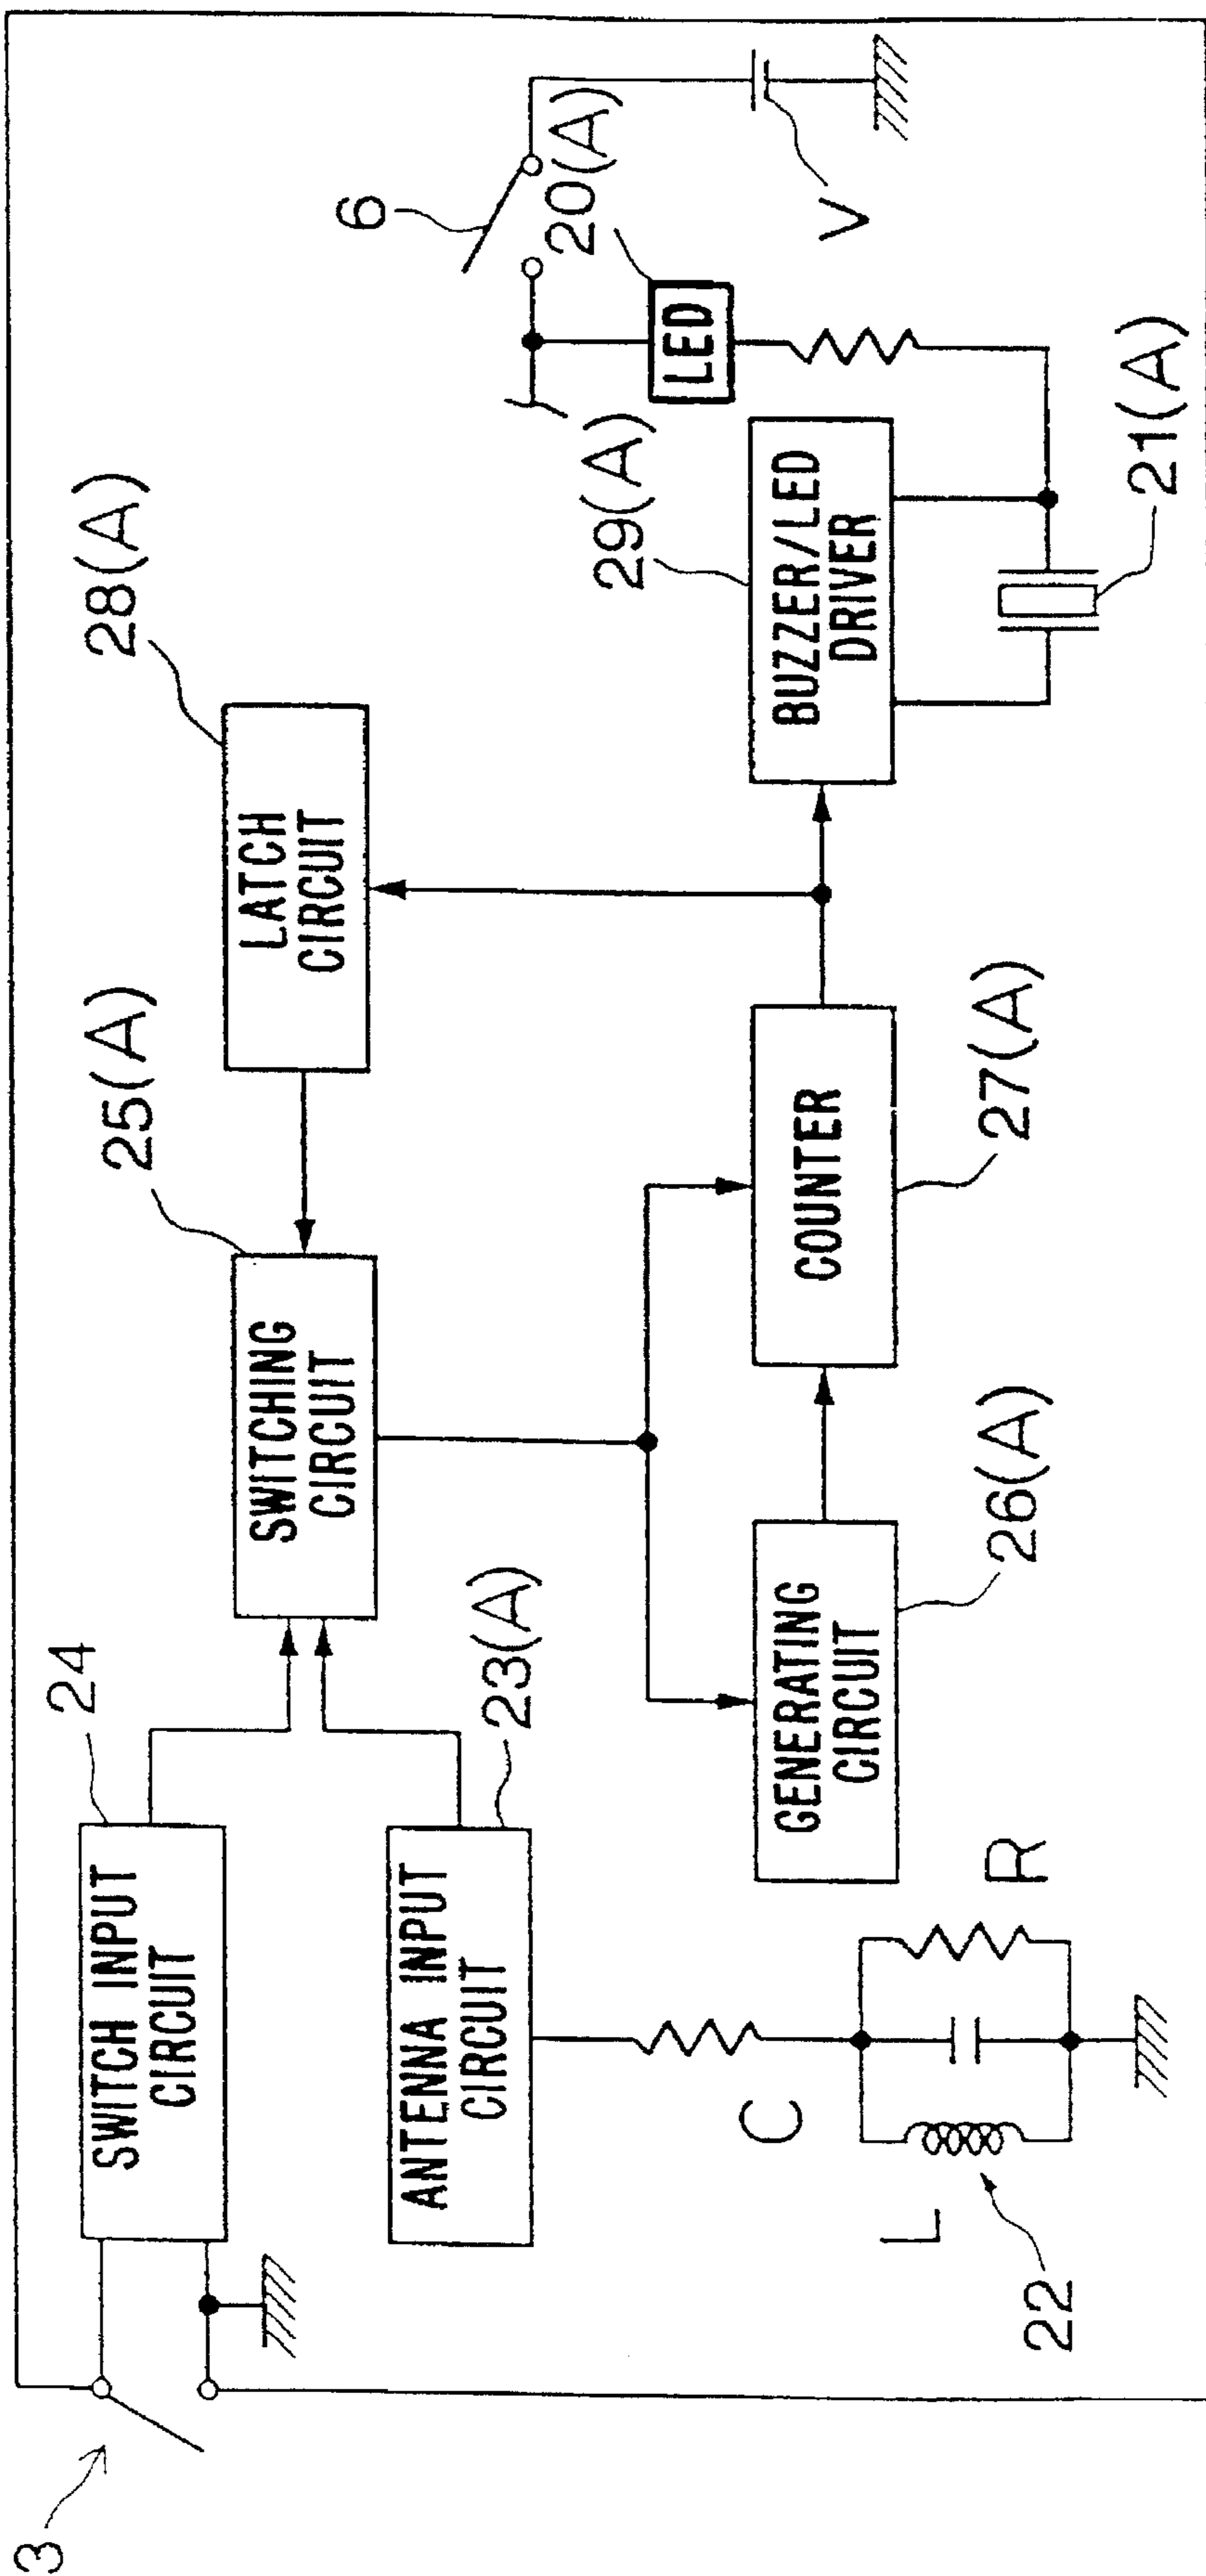 3
SWITCH INPUT
CIRCUIT
24
ANTENNA INPUT
CIRCUIT
23(A)
SWITCHING
CIRCUIT
25(A)
LATCH
CIRCUIT
28(A)
6
20(A)
LED
V
29(A)
BUZZER/LED
DRIVER
21(A)
COUNTER
27(A)
GENERATING
CIRCUIT
26(A)
C
R
L
22